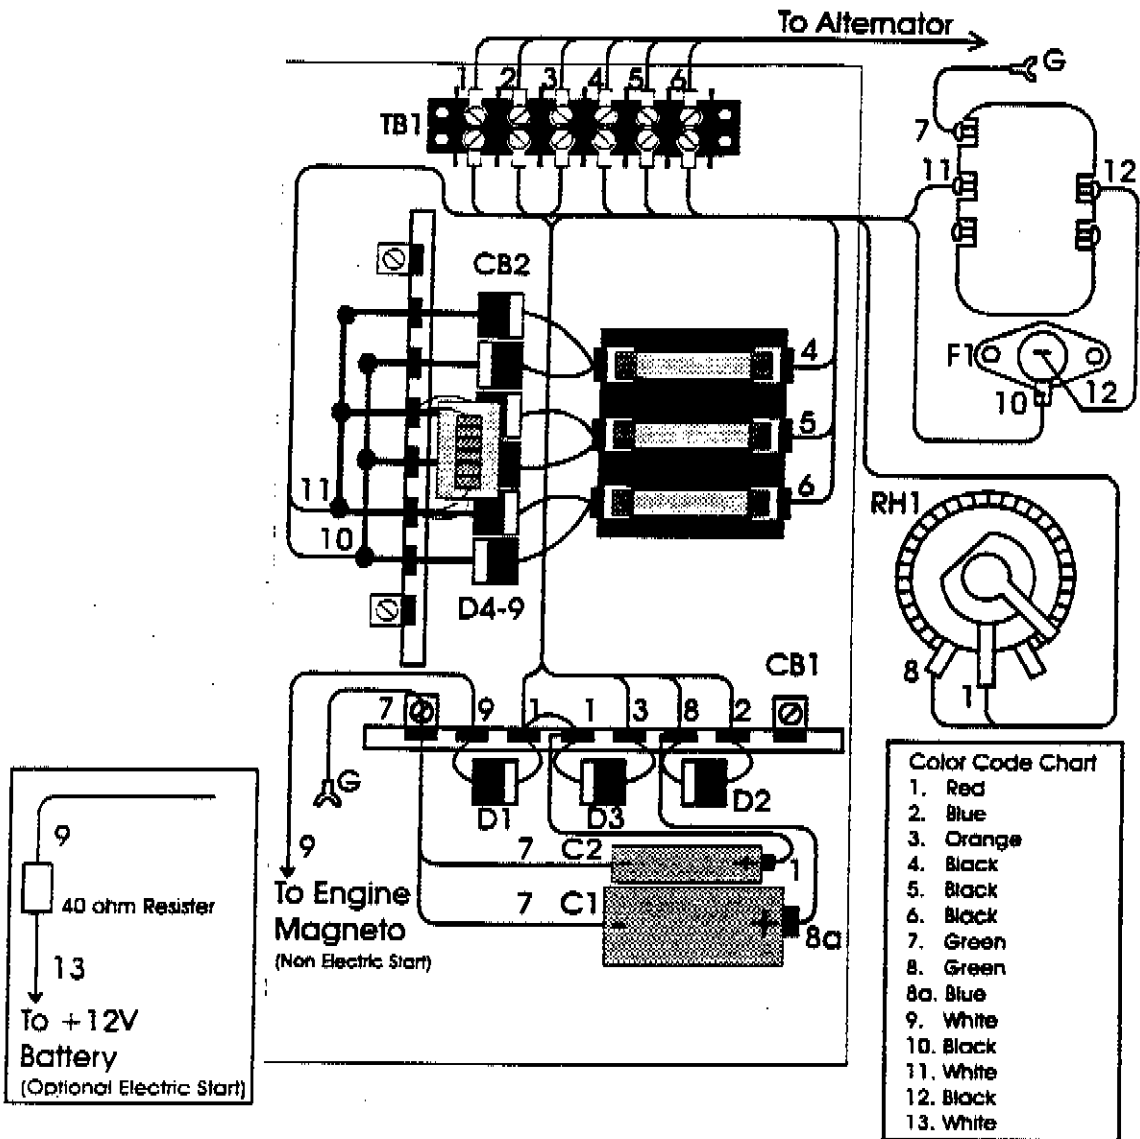 To Alternator
1 2 3 4 5 6
G
TB1
7
11
12
CB2
F1
4
10
12
5
11
6
RH1
10
D4-9
CB1
8
1
7 9 1 1 3 8 2
G
D1
D3
D2
9
9
7
C2
- +
1
40 ohm Resister
To Engine
Magneto
(Non Electric Start)
7
C1
- +
8a
13
To +12V
Battery
(Optional Electric Start)
Color Code Chart
1. Red
2. Blue
3. Orange
4. Black
5. Black
6. Black
7. Green
8. Green
8a. Blue
9. White
10. Black
11. White
12. Black
13. White